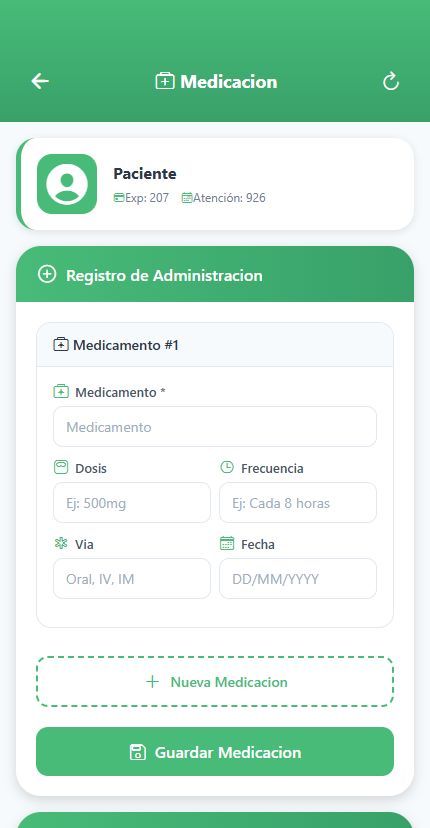 Medicacion
Paciente
Exp: 207 Atención: 926
Registro de Administracion
Medicamento #1
Medicamento *
Medicamento
Dosis Frecuencia
Ej: 500mg Ej: Cada 8 horas
Via Fecha
Oral, IV, IM DD/MM/YYYY
Nueva Medicacion
Guardar Medicacion